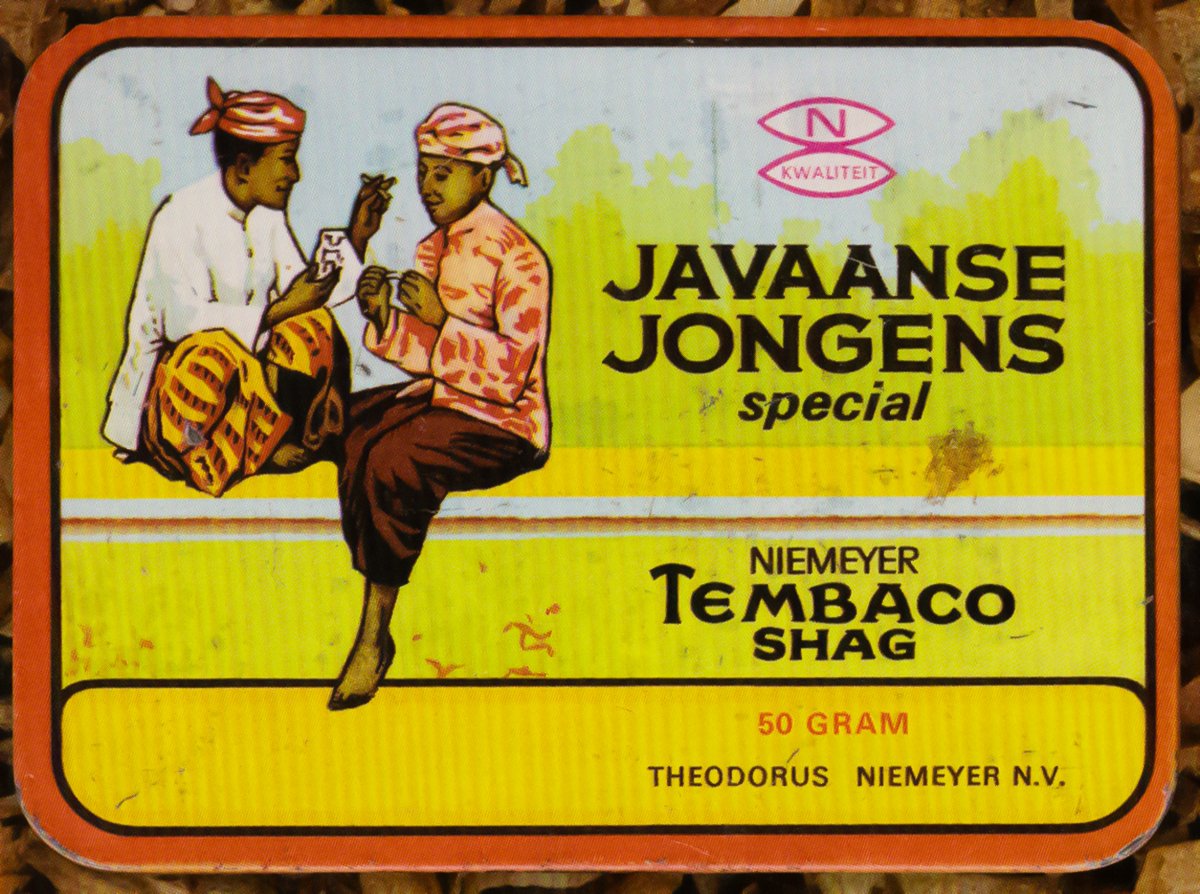 N
KWALITEIT
JAVAANSE
JONGENS
special
NIEMEYER
TEMBACO
SHAG
50 GRAM
THEODORUS NIEMEYER N.V.